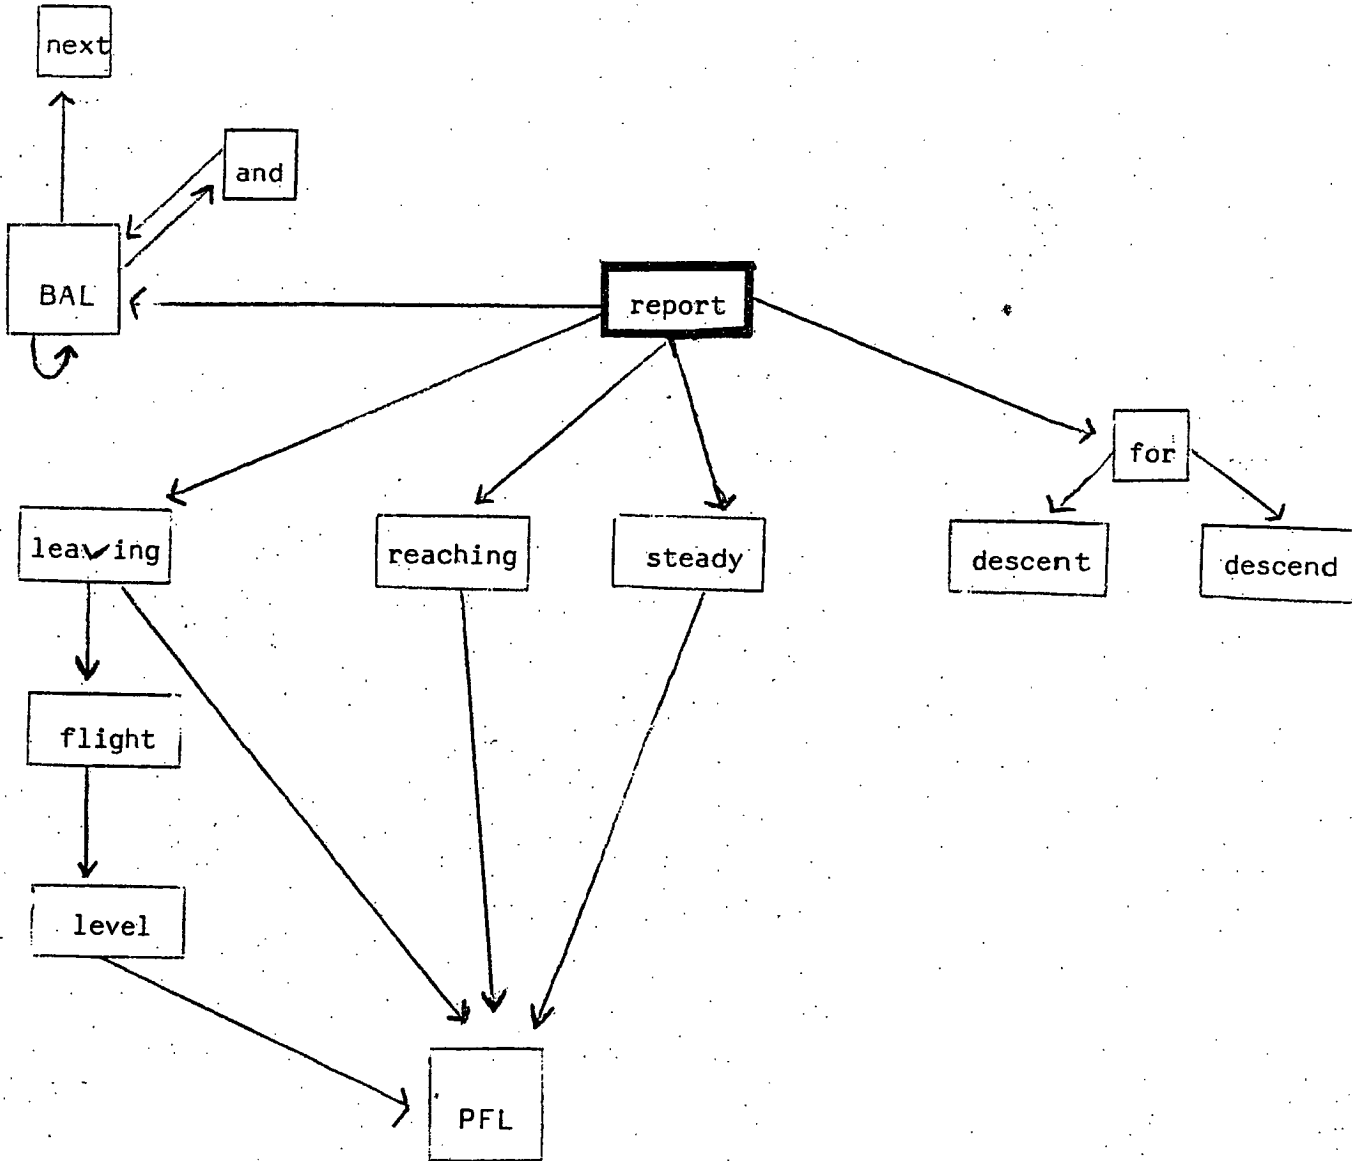 next
and
BAL
report
for
leaving
reaching
steady
descent
descend
flight
level
PFL